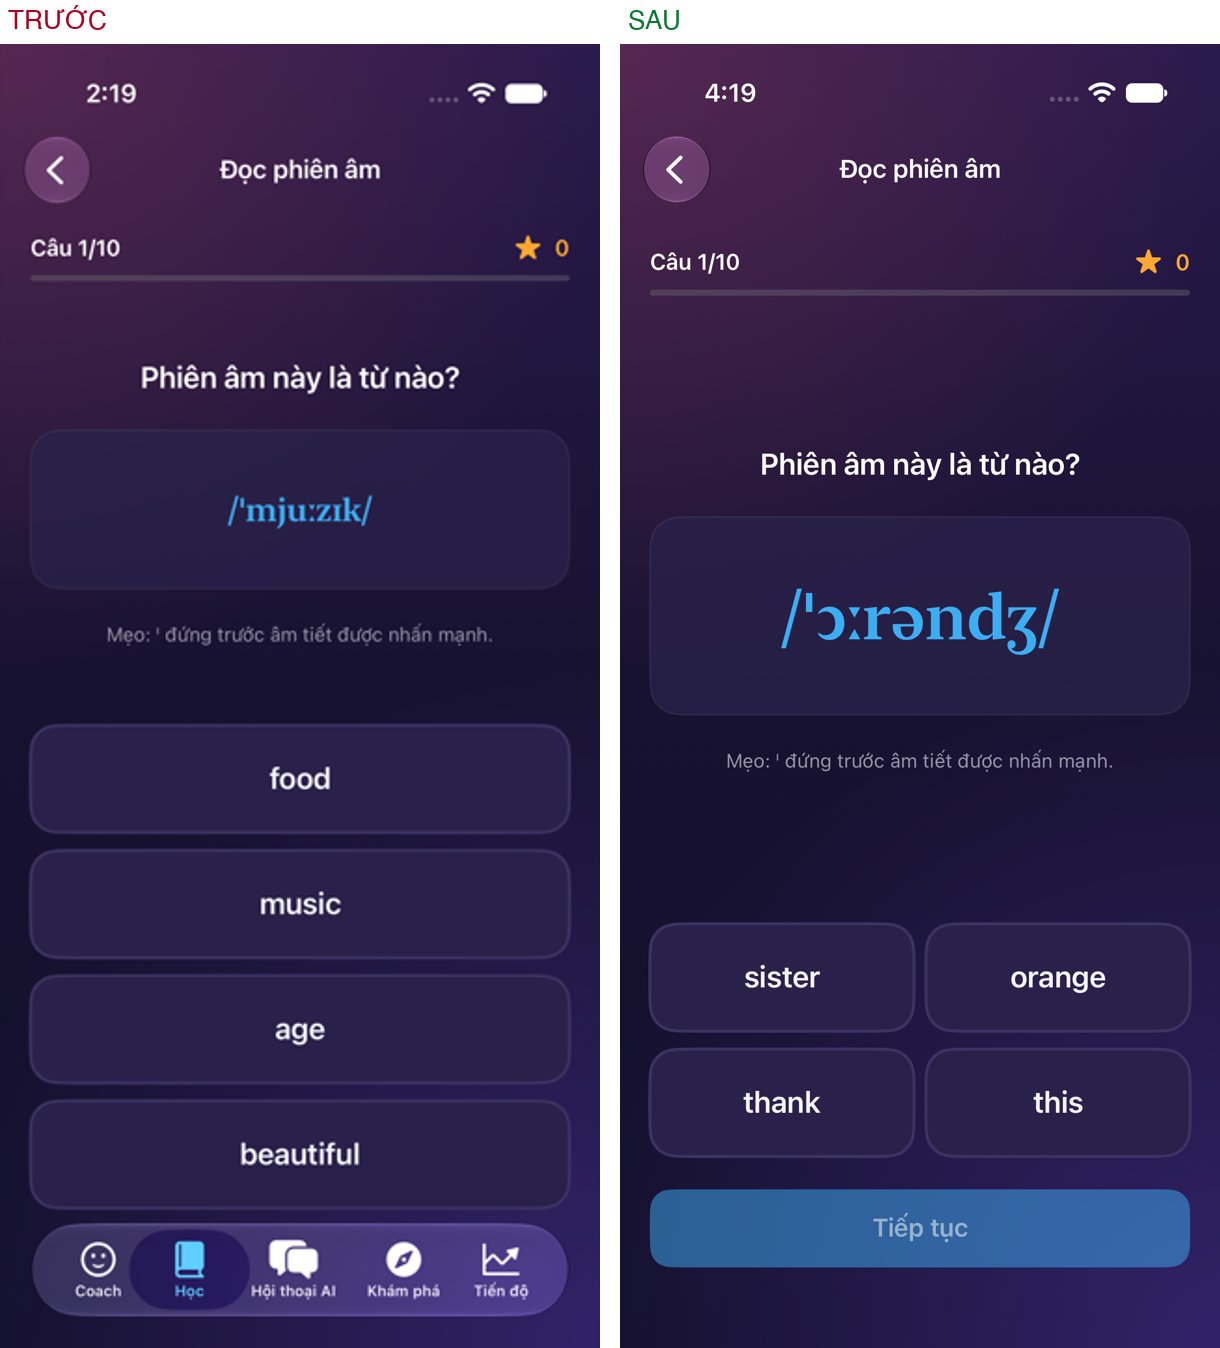 TRƯỚC
2:19
Đọc phiên âm
Câu 1/10
0
Phiên âm này là từ nào?
/ˈmjuːzɪk/
Mẹo: ˈ đứng trước âm tiết được nhấn mạnh.
food
music
age
beautiful
Coach
Học
Hội thoại AI
Khám phá
Tiến độ
SAU
4:19
Đọc phiên âm
Câu 1/10
0
Phiên âm này là từ nào?
/ˈɔːrəndʒ/
Mẹo: ˈ đứng trước âm tiết được nhấn mạnh.
sister
orange
thank
this
Tiếp tục